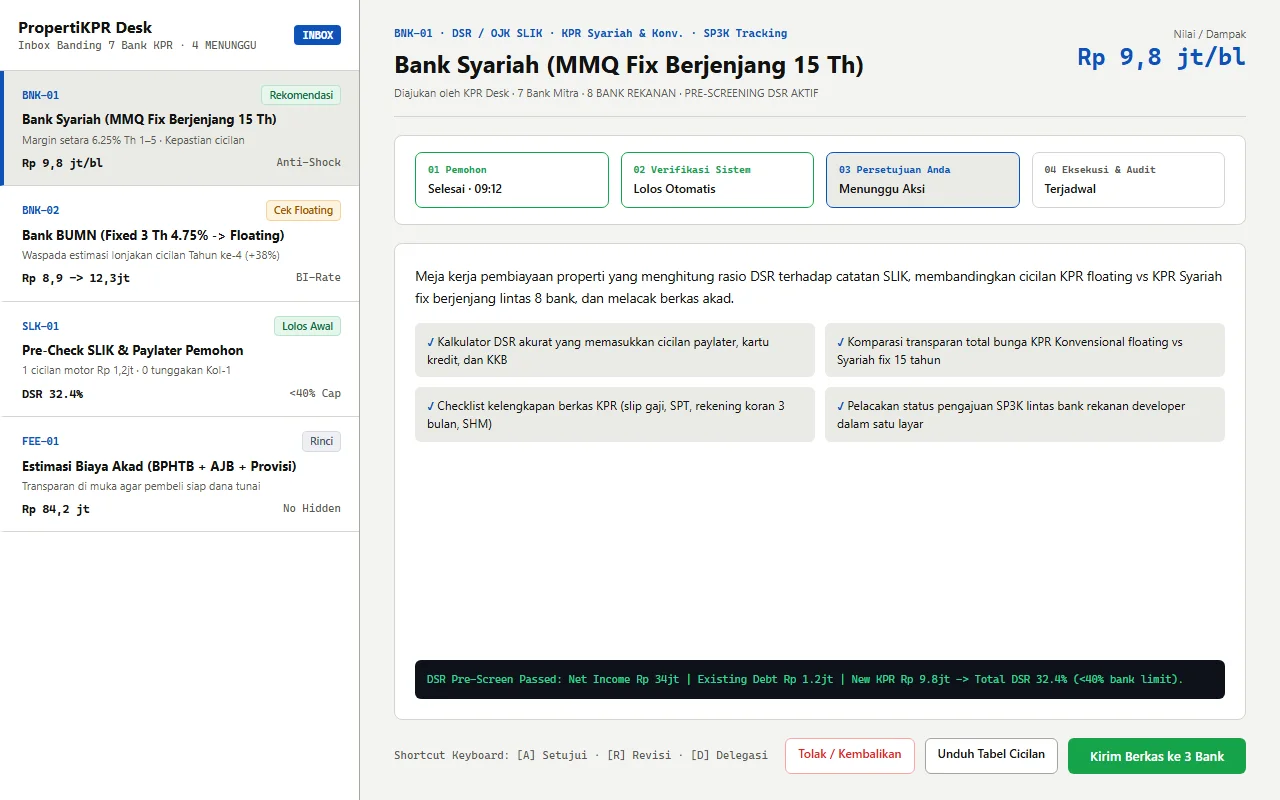 PropertiKPR Desk
Inbox Banding 7 Bank KPR · 4 MENUNGGU
INBOX
BNK-01
Rekomendasi
Bank Syariah (MMQ Fix Berjenjang 15 Th)
Margin setara 6.25% Th 1–5 · Kepastian cicilan
Rp 9,8 jt/bl
Anti-Shock
BNK-02
Cek Floating
Bank BUMN (Fixed 3 Th 4.75% -> Floating)
Waspada estimasi lonjakan cicilan Tahun ke-4 (+38%)
Rp 8,9 -> 12,3jt
BI-Rate
SLK-01
Lolos Awal
Pre-Check SLIK & Paylater Pemohon
1 cicilan motor Rp 1,2jt · 0 tunggakan Kol-1
DSR 32.4%
<40% Cap
FEE-01
Rinci
Estimasi Biaya Akad (BPHTB + AJB + Provisi)
Transparan di muka agar pembeli siap dana tunai
Rp 84,2 jt
No Hidden
BNK-01 · DSR / OJK SLIK · KPR Syariah & Konv. · SP3K Tracking
Bank Syariah (MMQ Fix Berjenjang 15 Th)
Diajukan oleh KPR Desk · 7 Bank Mitra · 8 BANK REKANAN · PRE-SCREENING DSR AKTIF
Nilai / Dampak
Rp 9,8 jt/bl
01 Pemohon
Selesai · 09:12
02 Verifikasi Sistem
Lolos Otomatis
03 Persetujuan Anda
Menunggu Aksi
04 Eksekusi & Audit
Terjadwal
Meja kerja pembiayaan properti yang menghitung rasio DSR terhadap catatan SLIK, membandingkan cicilan KPR floating vs KPR Syariah
fix berjenjang lintas 8 bank, dan melacak berkas akad.
✓ Kalkulator DSR akurat yang memasukkan cicilan paylater, kartu
kredit, dan KKB
✓ Komparasi transparan total bunga KPR Konvensional floating vs
Syariah fix 15 tahun
✓ Checklist kelengkapan berkas KPR (slip gaji, SPT, rekening koran 3
bulan, SHM)
✓ Pelacakan status pengajuan SP3K lintas bank rekanan developer
dalam satu layar
DSR Pre-Screen Passed: Net Income Rp 34jt | Existing Debt Rp 1.2jt | New KPR Rp 9.8jt -> Total DSR 32.4% (<40% bank limit).
Shortcut Keyboard: [A] Setujui · [R] Revisi · [D] Delegasi
Tolak / Kembalikan
Unduh Tabel Cicilan
Kirim Berkas ke 3 Bank